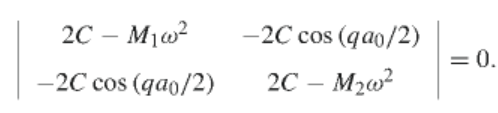 2C − M₁ω² −2C cos (qa₀/2)
−2C cos (qa₀/2) 2C − M₂ω²
= 0.